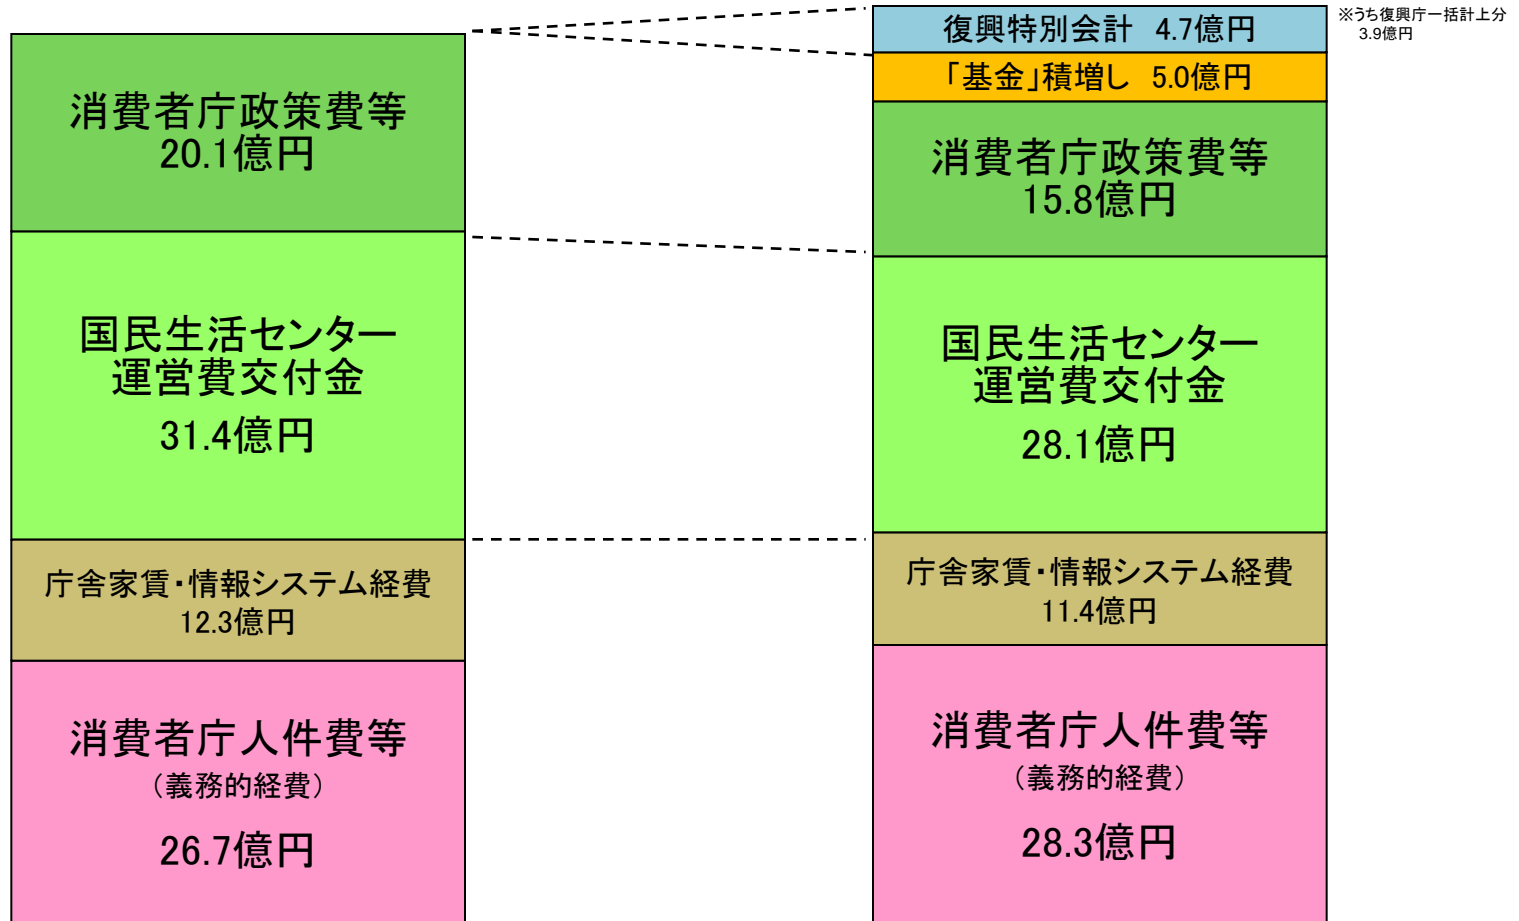 消費者庁政策費等
20.1億円
国民生活センター
運営費交付金
31.4億円
庁舎家賃・情報システム経費
12.3億円
消費者庁人件費等
（義務的経費）
26.7億円
復興特別会計 4.7億円
「基金」積増し 5.0億円
消費者庁政策費等
15.8億円
国民生活センター
運営費交付金
28.1億円
庁舎家賃・情報システム経費
11.4億円
消費者庁人件費等
（義務的経費）
28.3億円
※うち復興庁一括計上分
3.9億円